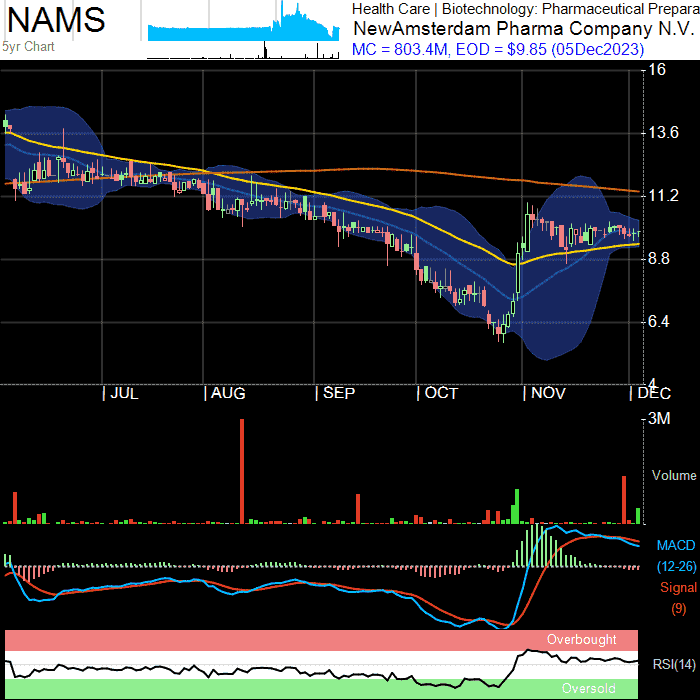 NAMS
5yr Chart
Health Care | Biotechnology: Pharmaceutical Prepara
NewAmsterdam Pharma Company N.V.
MC = 803.4M, EOD = $9.85 (05Dec2023)
16
13.6
11.2
8.8
6.4
4
JUL AUG SEP OCT NOV DEC
3M
Volume
MACD
(12-26)
Signal
(9)
Overbought
RSI(14)
Oversold